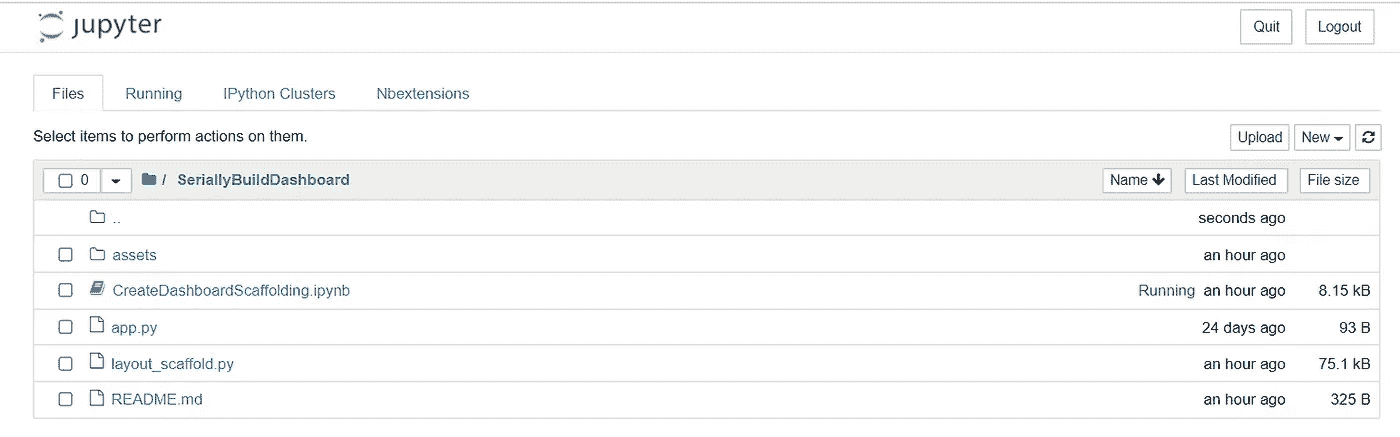 jupyter Quit Logout
Files Running IPython Clusters Nbextensions
Select items to perform actions on them. Upload New
0 / SeriallyBuildDashboard Name Last Modified File size
.. seconds ago
assets an hour ago
CreateDashboardScaffolding.ipynb Running an hour ago 8.15 kB
app.py 24 days ago 93 B
layout_scaffold.py an hour ago 75.1 kB
README.md an hour ago 325 B